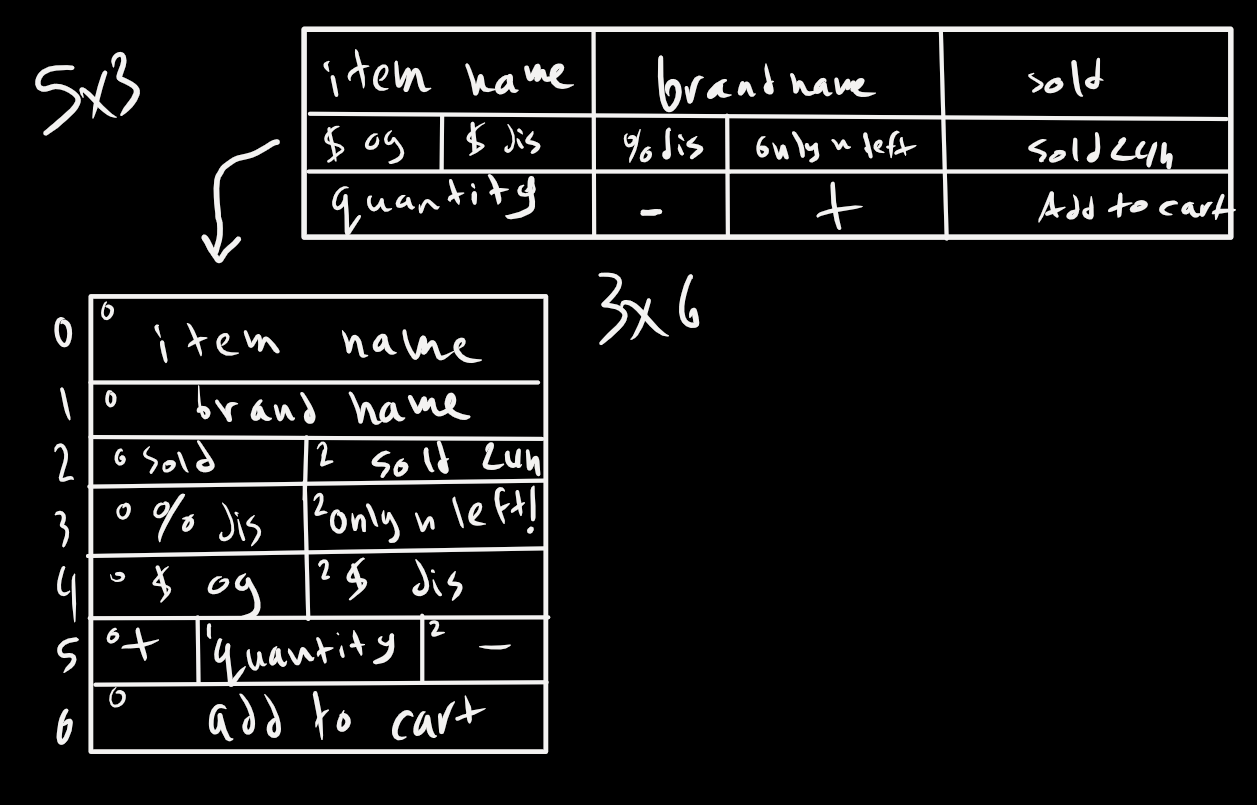 5x3
item name brand name sold
$ og $ dis % dis only n left sold 24h
quantity - + Add to cart
3x6
0 0 item name
1 0 brand name
2 0 sold 2 sold 24h
3 0 % dis 2 only n left!
4 0 $ og 2 $ dis
5 0 + 1 quantity 2 -
6 0 add to cart